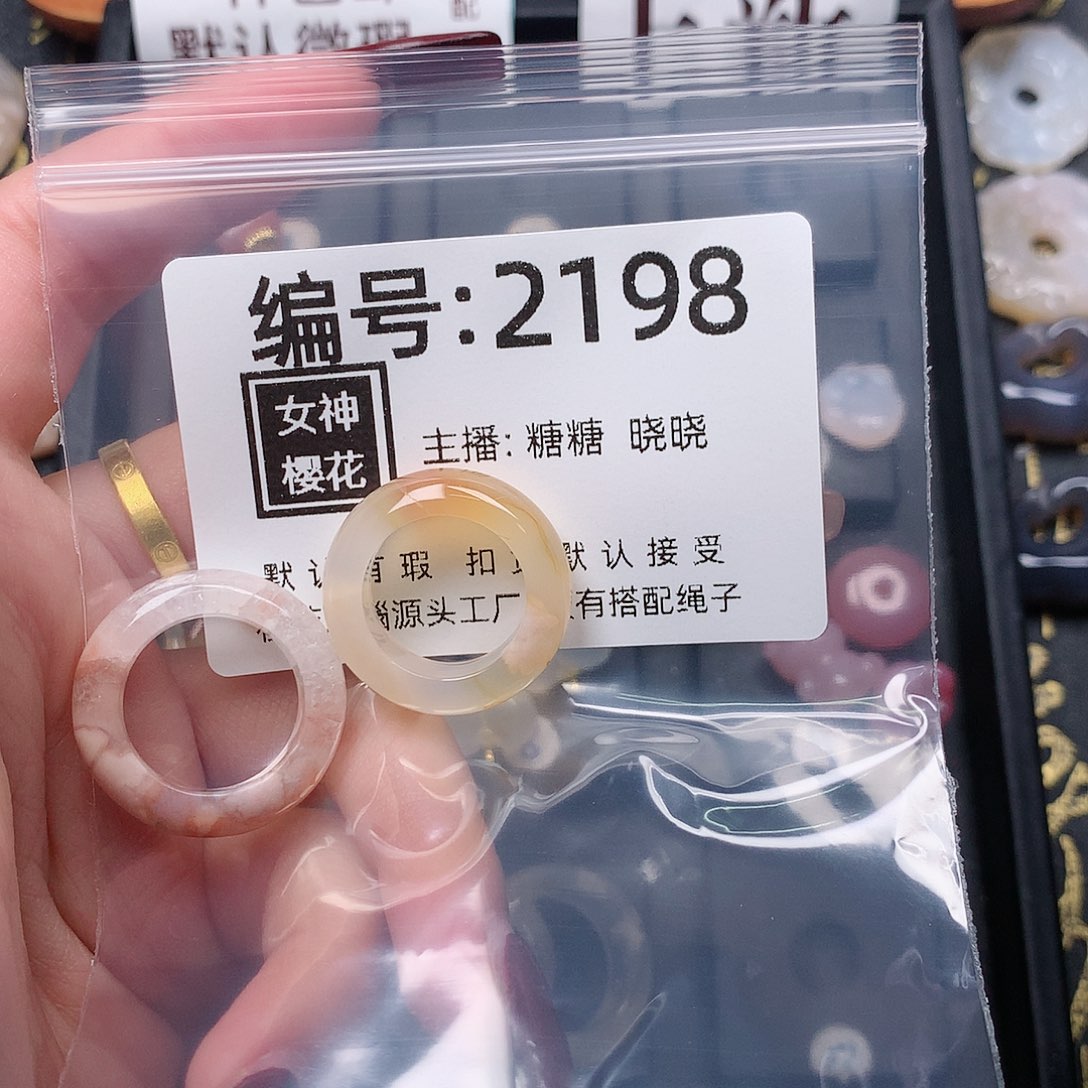 默认微瑕
配
编号:2198
女神
樱花
主播: 糖糖 晓晓
默 有 瑕 扣 默 认 接 受
源头工厂 有搭配绳子